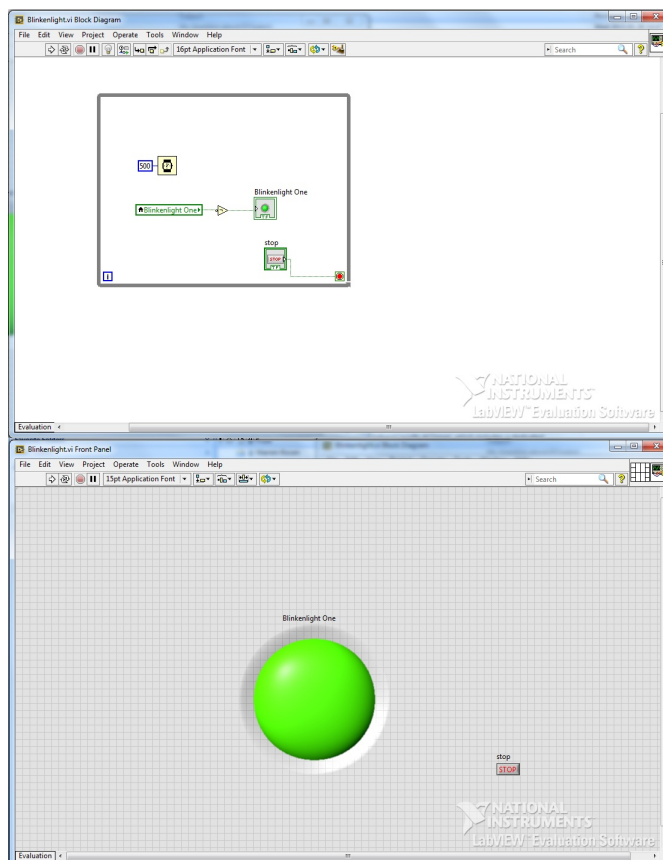 Blinkenlight.vi Block Diagram
File Edit View Project Operate Tools Window Help
16pt Application Font
Search
500
Blinkenlight One
Blinkenlight One
stop
STOP
i
NATIONAL
INSTRUMENTS
LabVIEW™ Evaluation Software
Evaluation
Blinkenlight.vi Front Panel
File Edit View Project Operate Tools Window Help
15pt Application Font
Search
Blinkenlight One
stop
STOP
NATIONAL
INSTRUMENTS
LabVIEW™ Evaluation Software
Evaluation